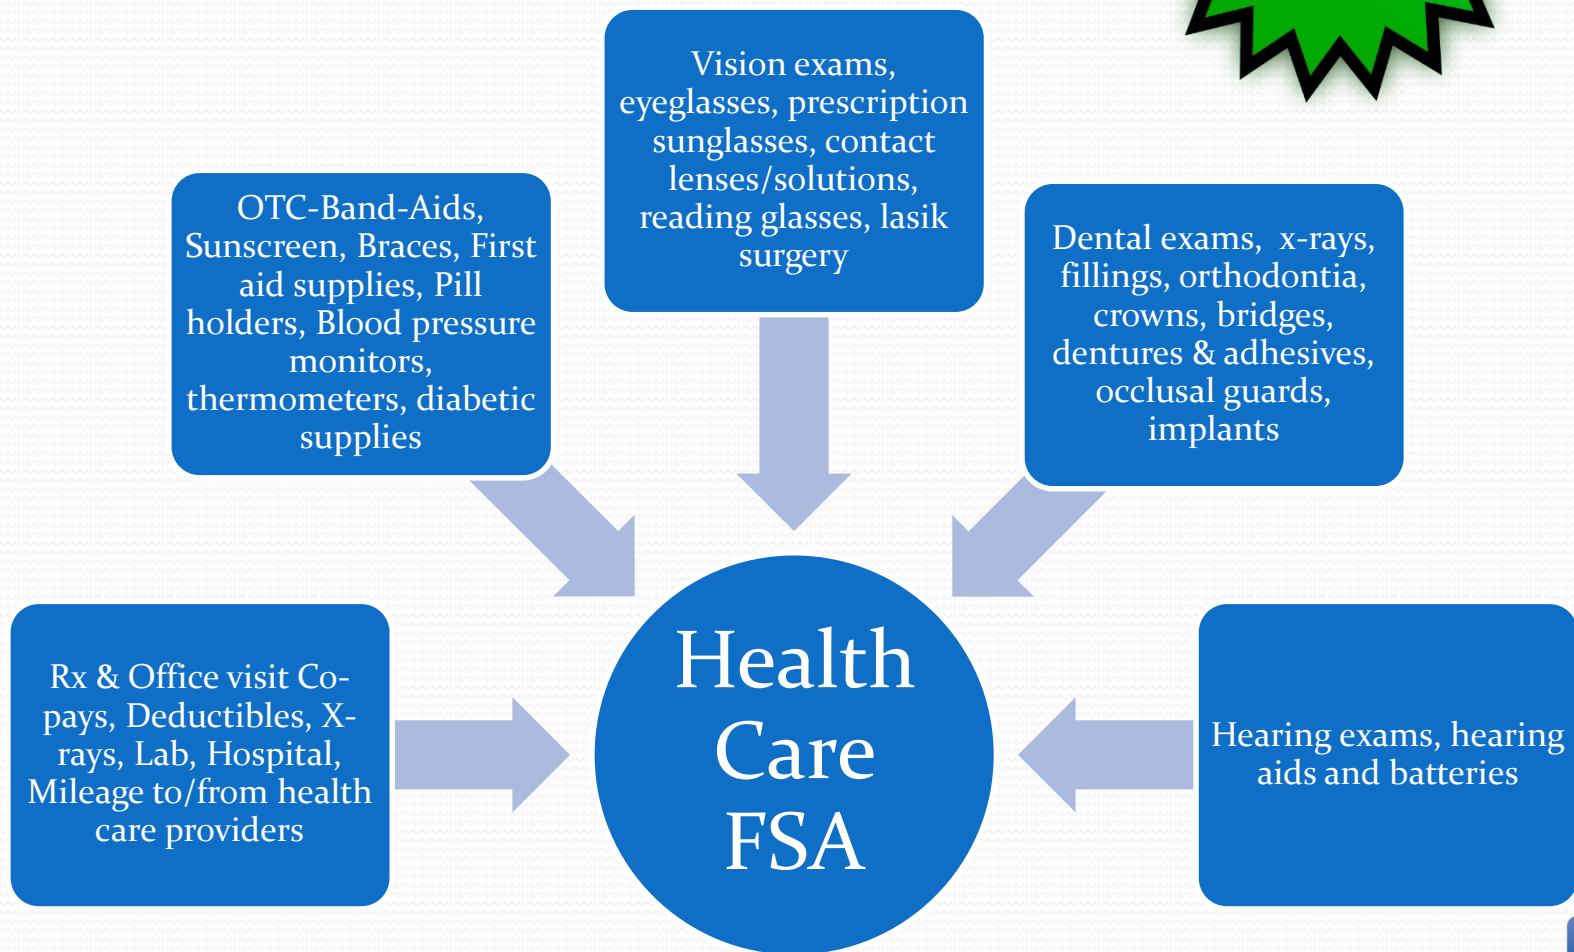 Vision exams,
eyeglasses, prescription
sunglasses, contact
lenses/solutions,
reading glasses, lasik
surgery
OTC-Band-Aids,
Sunscreen, Braces, First
aid supplies, Pill
holders, Blood pressure
monitors,
thermometers, diabetic
supplies
Dental exams, x-rays,
fillings, orthodontia,
crowns, bridges,
dentures & adhesives,
occlusal guards,
implants
Rx & Office visit Co-
pays, Deductibles, X-
rays, Lab, Hospital,
Mileage to/from health
care providers
Health
Care
FSA
Hearing exams, hearing
aids and batteries